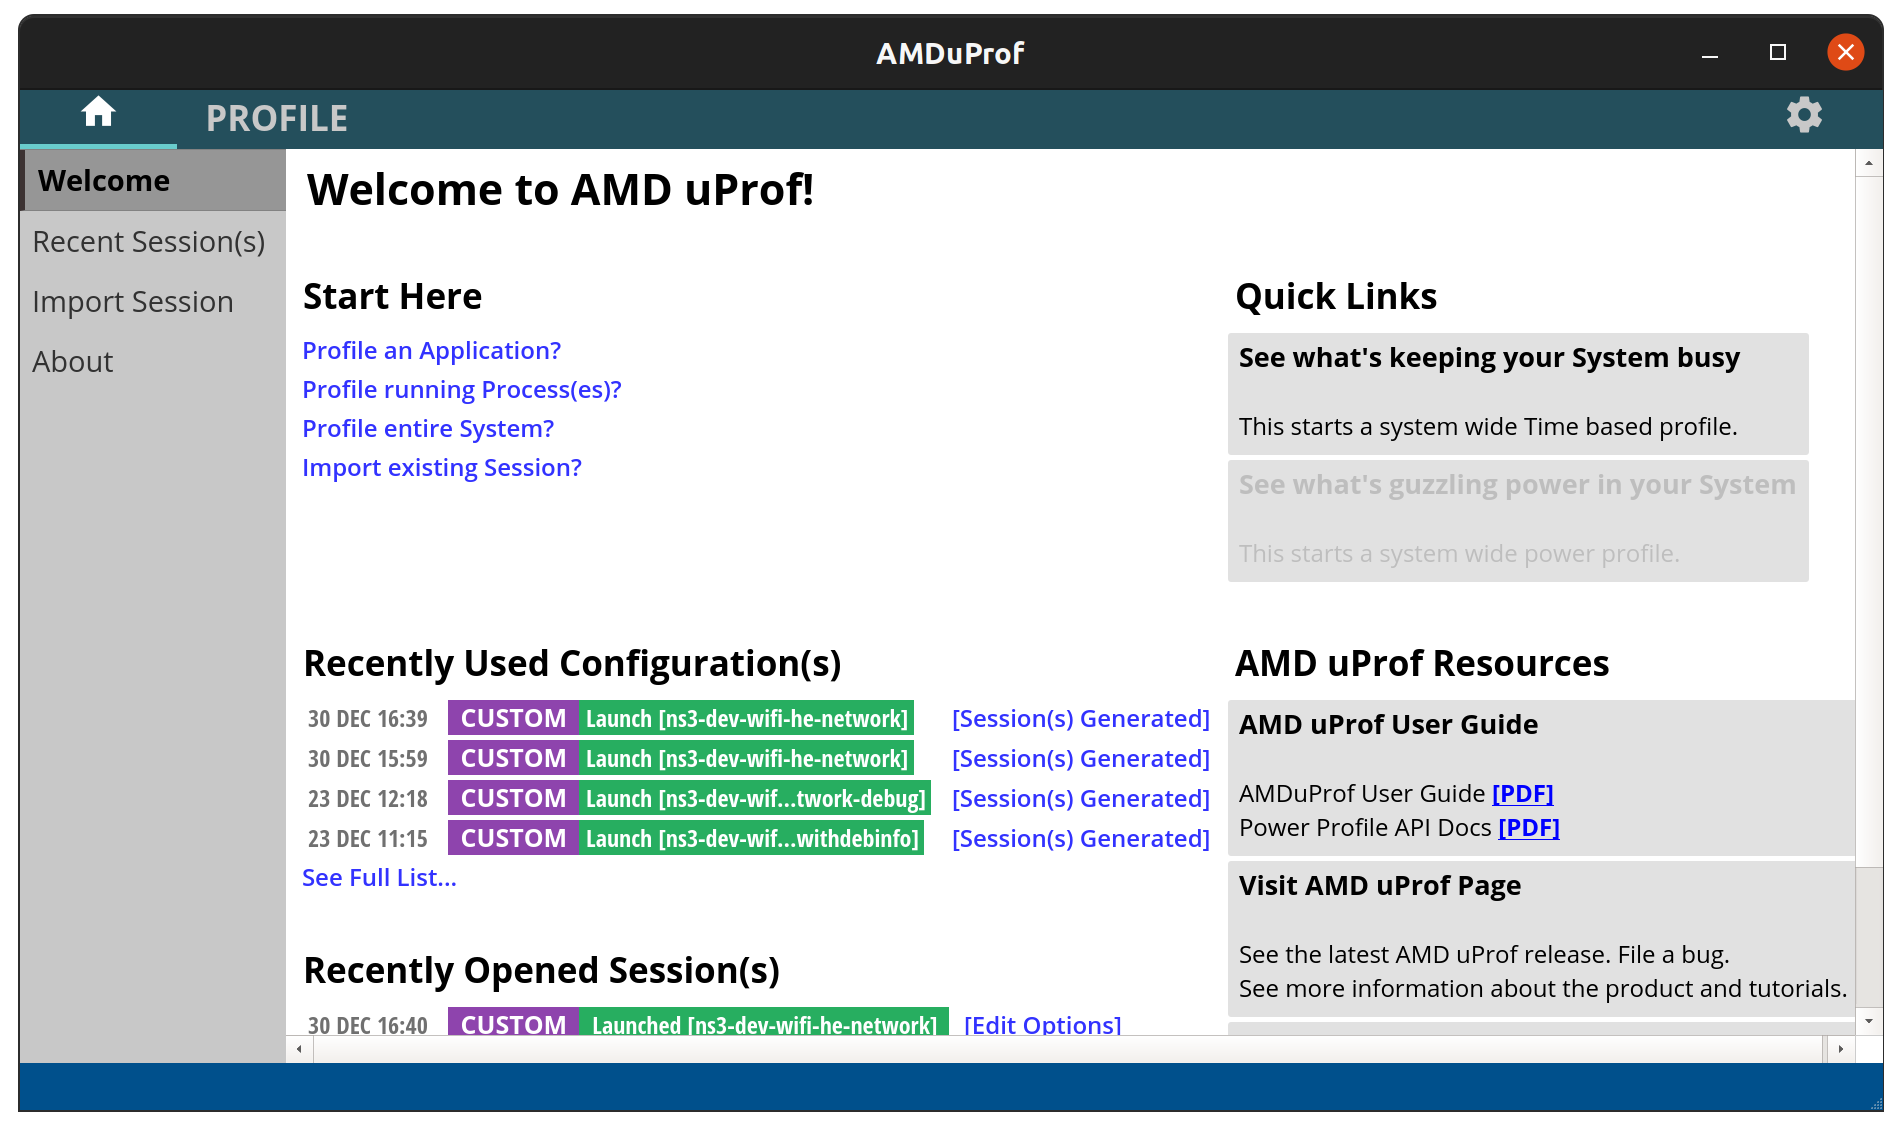 AMDuProf
PROFILE
Welcome
Recent Session(s)
Import Session
About
Welcome to AMD uProf!
Start Here
Profile an Application?
Profile running Process(es)?
Profile entire System?
Import existing Session?
Quick Links
See what's keeping your System busy
This starts a system wide Time based profile.
See what's guzzling power in your System
This starts a system wide power profile.
Recently Used Configuration(s)
30 DEC 16:39 CUSTOM Launch [ns3-dev-wifi-he-network] [Session(s) Generated]
30 DEC 15:59 CUSTOM Launch [ns3-dev-wifi-he-network] [Session(s) Generated]
23 DEC 12:18 CUSTOM Launch [ns3-dev-wif...twork-debug] [Session(s) Generated]
23 DEC 11:15 CUSTOM Launch [ns3-dev-wif...withdebinfo] [Session(s) Generated]
See Full List...
AMD uProf Resources
AMD uProf User Guide
AMDuProf User Guide [PDF]
Power Profile API Docs [PDF]
Visit AMD uProf Page
See the latest AMD uProf release. File a bug.
See more information about the product and tutorials.
Recently Opened Session(s)
30 DEC 16:40 CUSTOM Launched [ns3-dev-wifi-he-network] [Edit Options]